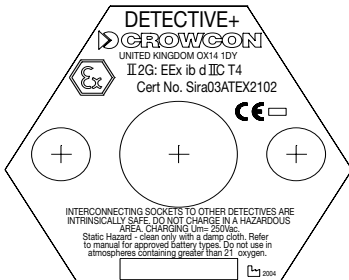 DETECTIVE+
CROWCON
UNITED KINGDOM OX14 1DY
Ex
II 2G: EEx ib d IIC T4
Cert No. Sira03ATEX2102
CE
INTERCONNECTING SOCKETS TO OTHER DETECTIVES ARE
INTRINSICALLY SAFE. DO NOT CHARGE IN A HAZARDOUS
AREA. CHARGING Um= 250Vac.
Static Hazard - clean only with a damp cloth. Refer
to manual for approved battery types. Do not use in
atmospheres containing greater than 21 oxygen.
2004